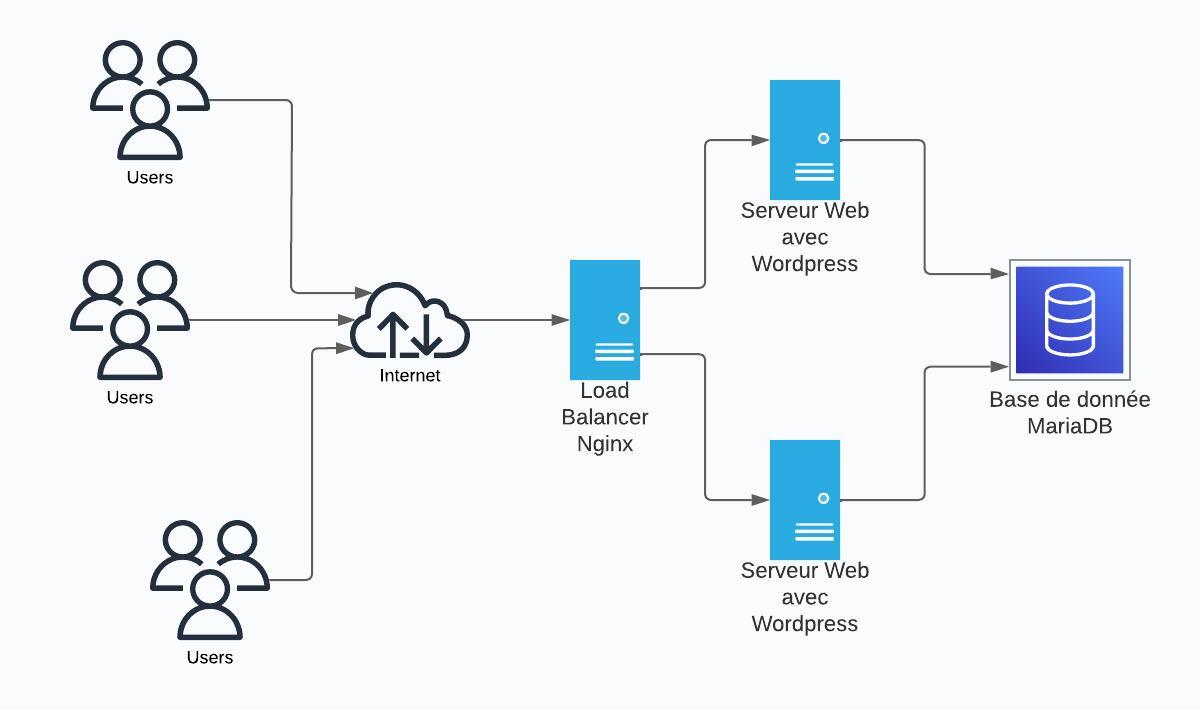 Users
Users
Users
Internet
Load
Balancer
Nginx
Serveur Web
avec
Wordpress
Serveur Web
avec
Wordpress
Base de donnée
MariaDB